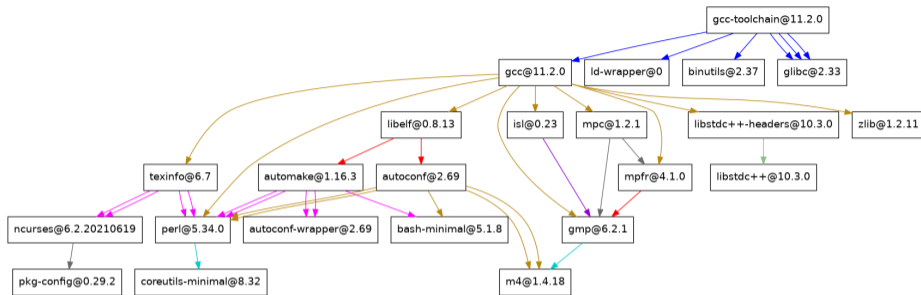 gcc-toolchain@11.2.0
gcc@11.2.0
ld-wrapper@0
binutils@2.37
glibc@2.33
libelf@0.8.13
isl@0.23
mpc@1.2.1
libstdc++-headers@10.3.0
zlib@1.2.11
texinfo@6.7
automake@1.16.3
autoconf@2.69
mpfr@4.1.0
libstdc++@10.3.0
ncurses@6.2.20210619
perl@5.34.0
autoconf-wrapper@2.69
bash-minimal@5.1.8
gmp@6.2.1
pkg-config@0.29.2
coreutils-minimal@8.32
m4@1.4.18